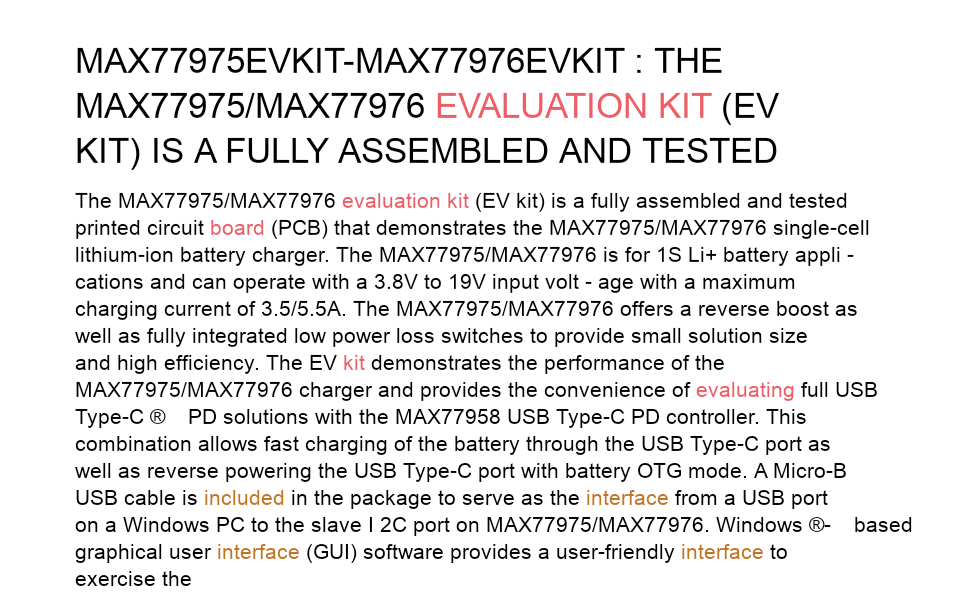 MAX77975EVKIT-MAX77976EVKIT : THE
MAX77975/MAX77976 EVALUATION KIT (EV
KIT) IS A FULLY ASSEMBLED AND TESTED
The MAX77975/MAX77976 evaluation kit (EV kit) is a fully assembled and tested
printed circuit board (PCB) that demonstrates the MAX77975/MAX77976 single-cell
lithium-ion battery charger. The MAX77975/MAX77976 is for 1S Li+ battery appli -
cations and can operate with a 3.8V to 19V input volt - age with a maximum
charging current of 3.5/5.5A. The MAX77975/MAX77976 offers a reverse boost as
well as fully integrated low power loss switches to provide small solution size
and high efficiency. The EV kit demonstrates the performance of the
MAX77975/MAX77976 charger and provides the convenience of evaluating full USB
Type-C ® PD solutions with the MAX77958 USB Type-C PD controller. This
combination allows fast charging of the battery through the USB Type-C port as
well as reverse powering the USB Type-C port with battery OTG mode. A Micro-B
USB cable is included in the package to serve as the interface from a USB port
on a Windows PC to the slave I 2C port on MAX77975/MAX77976. Windows ®- based
graphical user interface (GUI) software provides a user-friendly interface to
exercise the